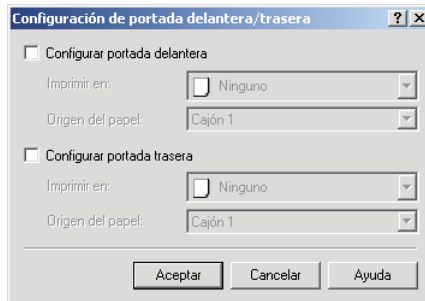 Configuración de portada delantera/trasera
Configurar portada delantera
Imprimir en: Ninguno
Origen del papel: Cajón 1
Configurar portada trasera
Imprimir en: Ninguno
Origen del papel: Cajón 1
Aceptar Cancelar Ayuda